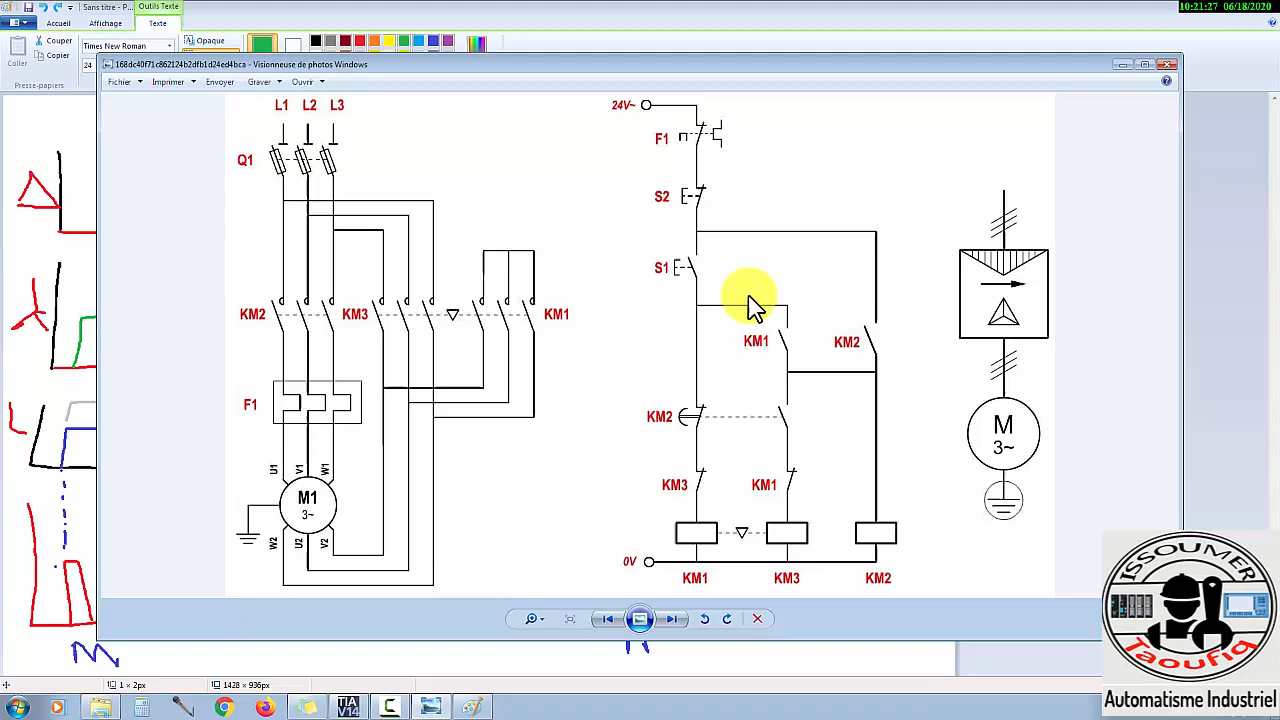 Sans titre - P...
Outils Texte
10:21:27 06/18/2020
Accueil
Affichage
Texte
Couper
Copier
Coller
Presse-papiers
Times New Roman
24
Opaque
168dc40f71c862124b2dfb1d24ed4bca - Visionneuse de photos Windows
Fichier
Imprimer
Envoyer
Graver
Ouvrir
L1 L2 L3
Q1
KM2
KM3
KM1
F1
U1
V1
W1
M1
3~
W2
U2
V2
24V~
F1
S2
S1
KM1
KM2
KM2
KM3
KM1
0V
KM1
KM3
KM2
M
3~
M
ISSOUMER
Taoufiq
Automatisme Industriel
1 × 2px
1428 × 936px
TIA
V14